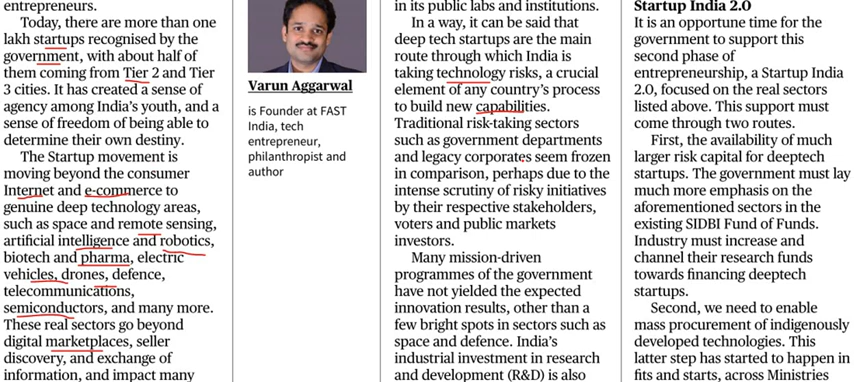 entrepreneurs.
Today, there are more than one
lakh startups recognised by the
government, with about half of
them coming from Tier 2 and Tier
3 cities. It has created a sense of
agency among India's youth, and a
sense of freedom of being able to
determine their own destiny.
The Startup movement is
moving beyond the consumer
Internet and e-commerce to
genuine deep technology areas,
such as space and remote sensing,
artificial intelligence and robotics,
biotech and pharma, electric
vehicles, drones, defence,
telecommunications,
semiconductors, and many more.
These real sectors go beyond
digital marketplaces, seller
discovery, and exchange of
information, and impact many
Varun Aggarwal
is Founder at FAST
India, tech
entrepreneur,
philanthropist and
author
in its public labs and institutions.
In a way, it can be said that
deep tech startups are the main
route through which India is
taking technology risks, a crucial
element of any country's process
to build new capabilities.
Traditional risk-taking sectors
such as government departments
and legacy corporates seem frozen
in comparison, perhaps due to the
intense scrutiny of risky initiatives
by their respective stakeholders,
voters and public markets
investors.
Many mission-driven
programmes of the government
have not yielded the expected
innovation results, other than a
few bright spots in sectors such as
space and defence. India's
industrial investment in research
and development (R&D) is also
Startup India 2.0
It is an opportune time for the
government to support this
second phase of
entrepreneurship, a Startup India
2.0, focused on the real sectors
listed above. This support must
come through two routes.
First, the availability of much
larger risk capital for deeptech
startups. The government must lay
much more emphasis on the
aforementioned sectors in the
existing SIDBI Fund of Funds.
Industry must increase and
channel their research funds
towards financing deeptech
startups.
Second, we need to enable
mass procurement of indigenously
developed technologies. This
latter step has started to happen in
fits and starts, across Ministries